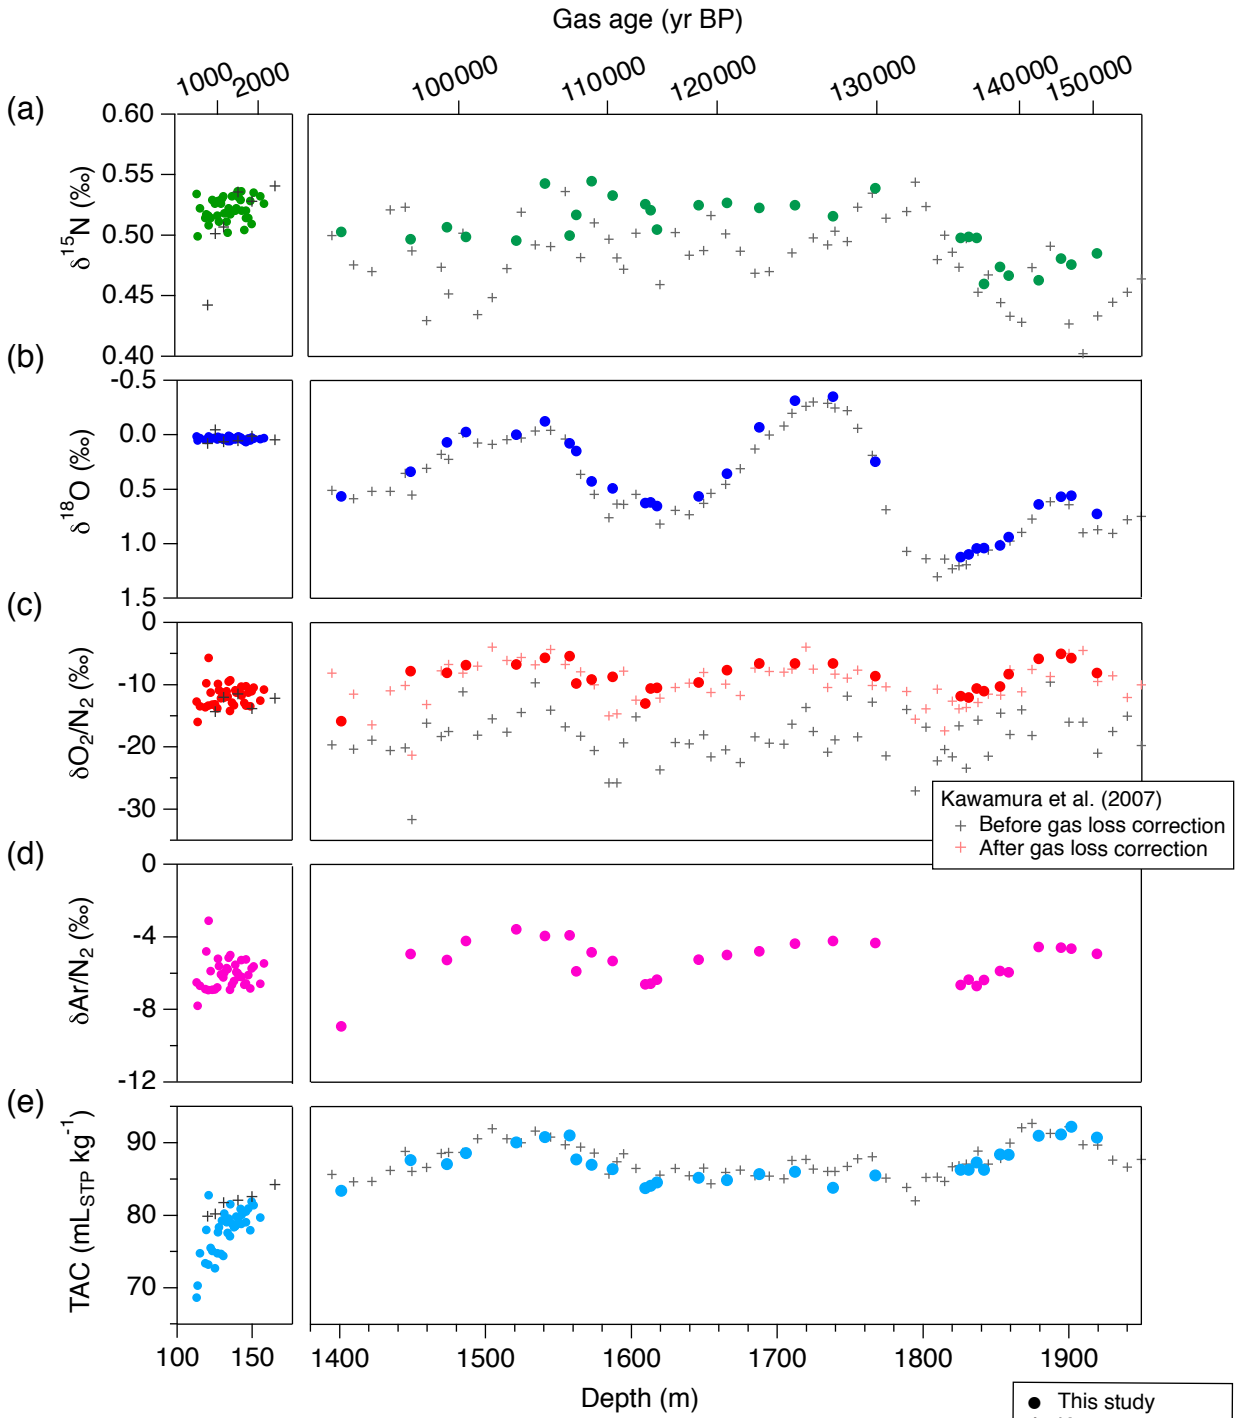 Gas age (yr BP)
1000 2000 100000 110000 120000 130000 140000 150000
(a)
δ15N (‰)
0.60
0.55
0.50
0.45
0.40
(b)
δ18O (‰)
-0.5
0.0
0.5
1.0
1.5
(c)
δO2/N2 (‰)
0
-10
-20
-30
Kawamura et al. (2007)
+ Before gas loss correction
+ After gas loss correction
(d)
δAr/N2 (‰)
0
-4
-8
-12
(e)
TAC (mLSTP kg-1)
90
80
70
100 150 1400 1500 1600 1700 1800 1900
Depth (m)
This study